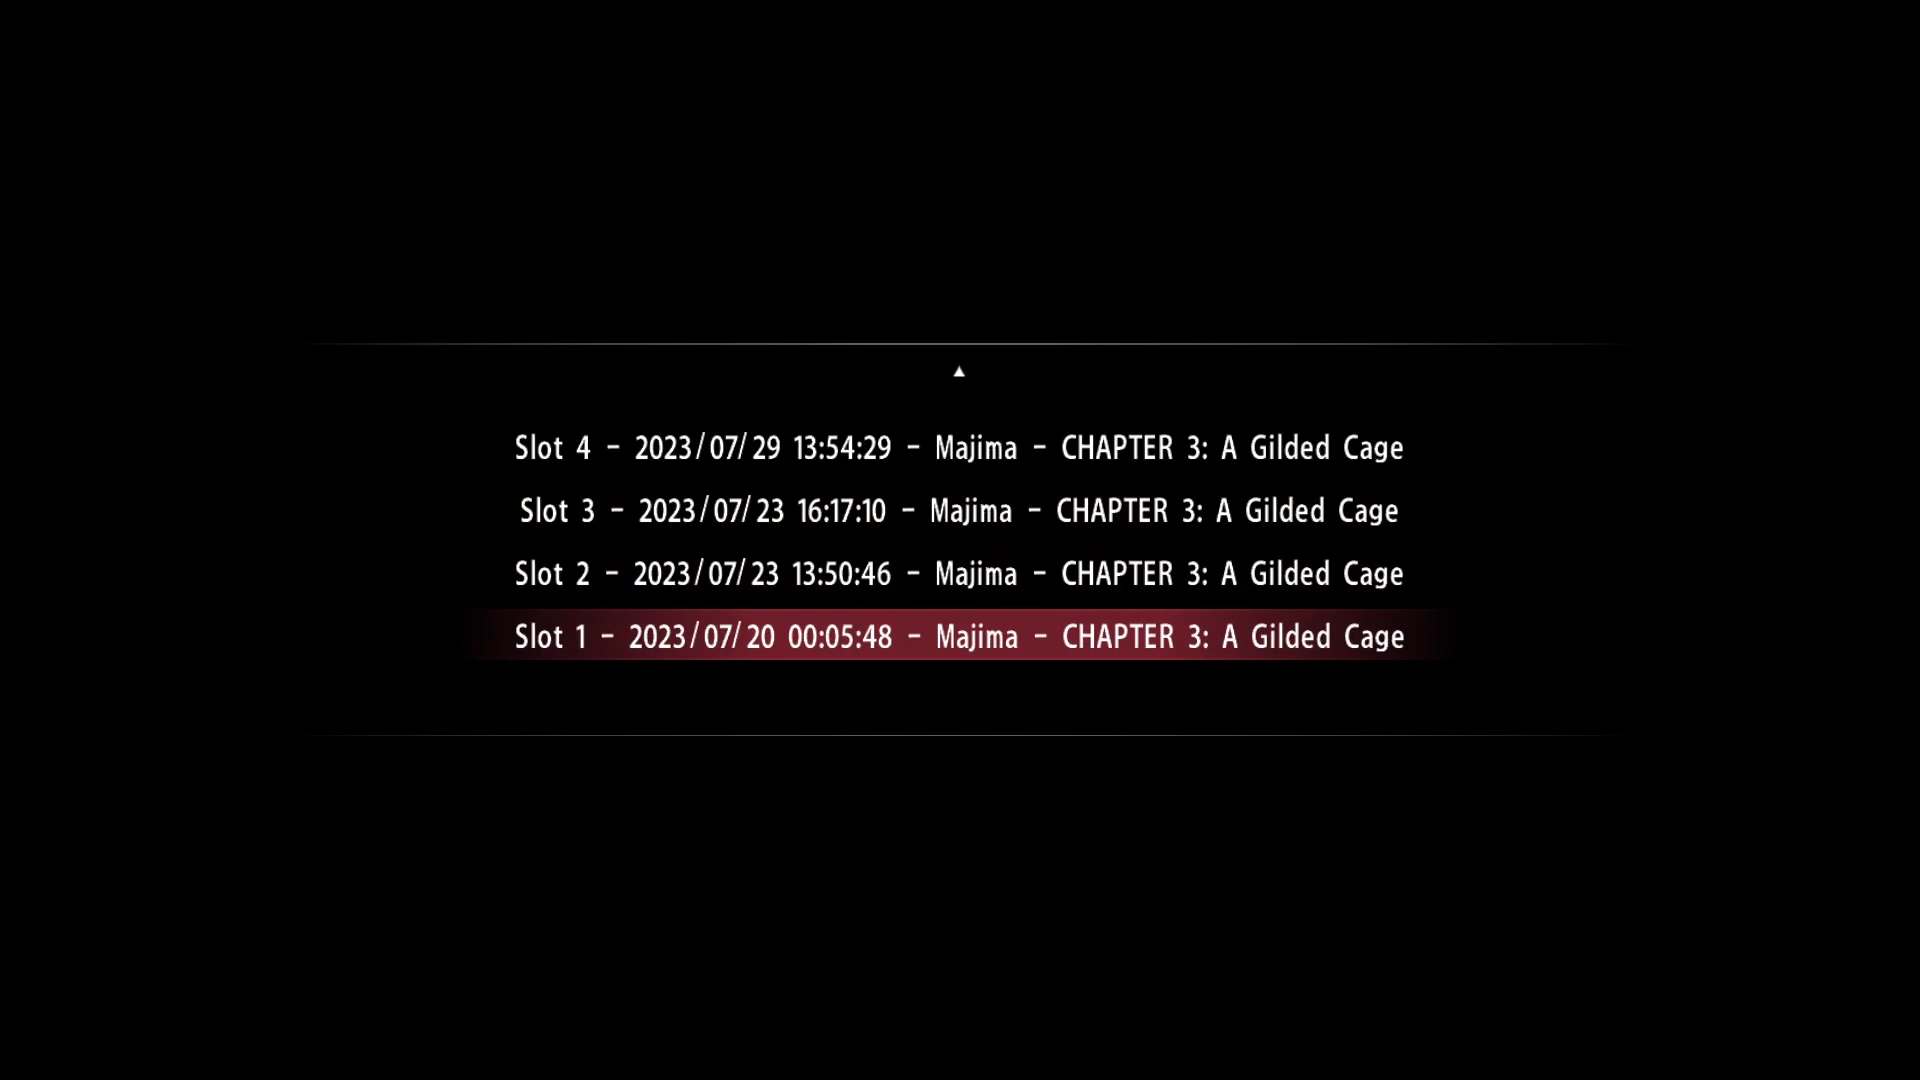 Slot 4 - 2023/07/29 13:54:29 - Majima - CHAPTER 3: A Gilded Cage
Slot 3 - 2023/07/23 16:17:10 - Majima - CHAPTER 3: A Gilded Cage
Slot 2 - 2023/07/23 13:50:46 - Majima - CHAPTER 3: A Gilded Cage
Slot 1 - 2023/07/20 00:05:48 - Majima - CHAPTER 3: A Gilded Cage